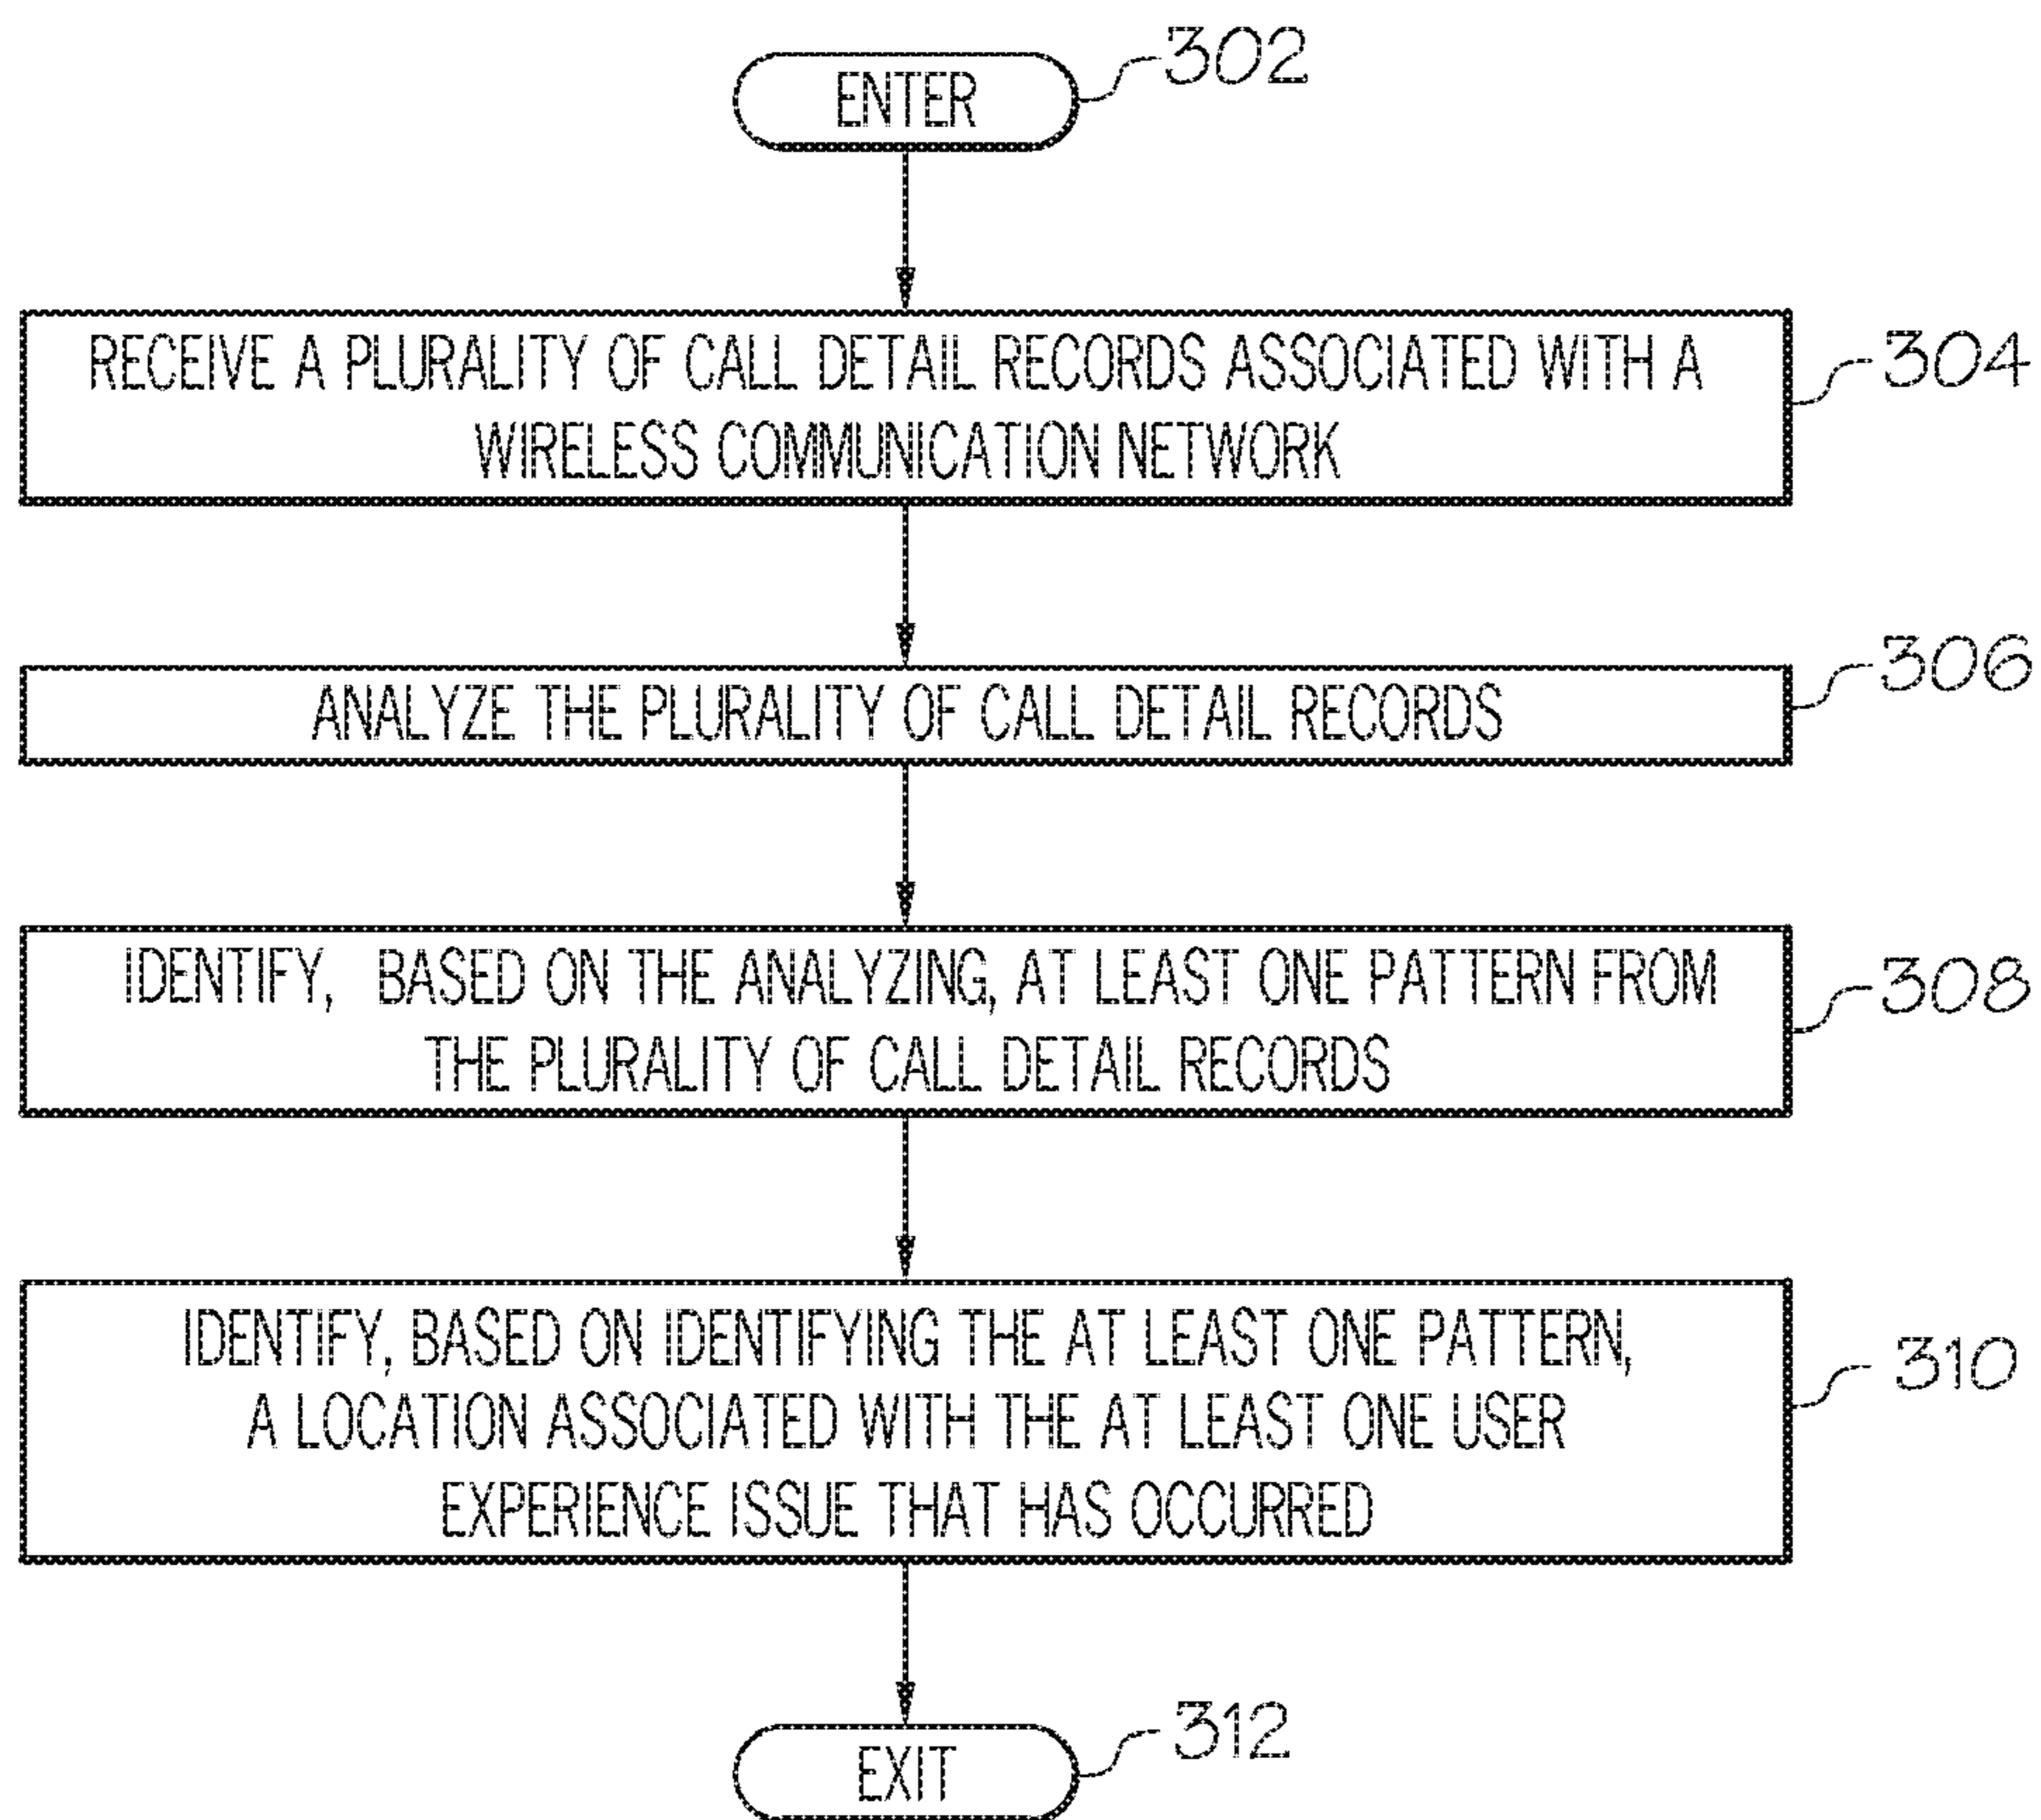 ENTER
302
RECEIVE A PLURALITY OF CALL DETAIL RECORDS ASSOCIATED WITH A
WIRELESS COMMUNICATION NETWORK
304
ANALYZE THE PLURALITY OF CALL DETAIL RECORDS
306
IDENTIFY, BASED ON THE ANALYZING, AT LEAST ONE PATTERN FROM
THE PLURALITY OF CALL DETAIL RECORDS
308
IDENTIFY, BASED ON IDENTIFYING THE AT LEAST ONE PATTERN,
A LOCATION ASSOCIATED WITH THE AT LEAST ONE USER
EXPERIENCE ISSUE THAT HAS OCCURRED
310
EXIT
312